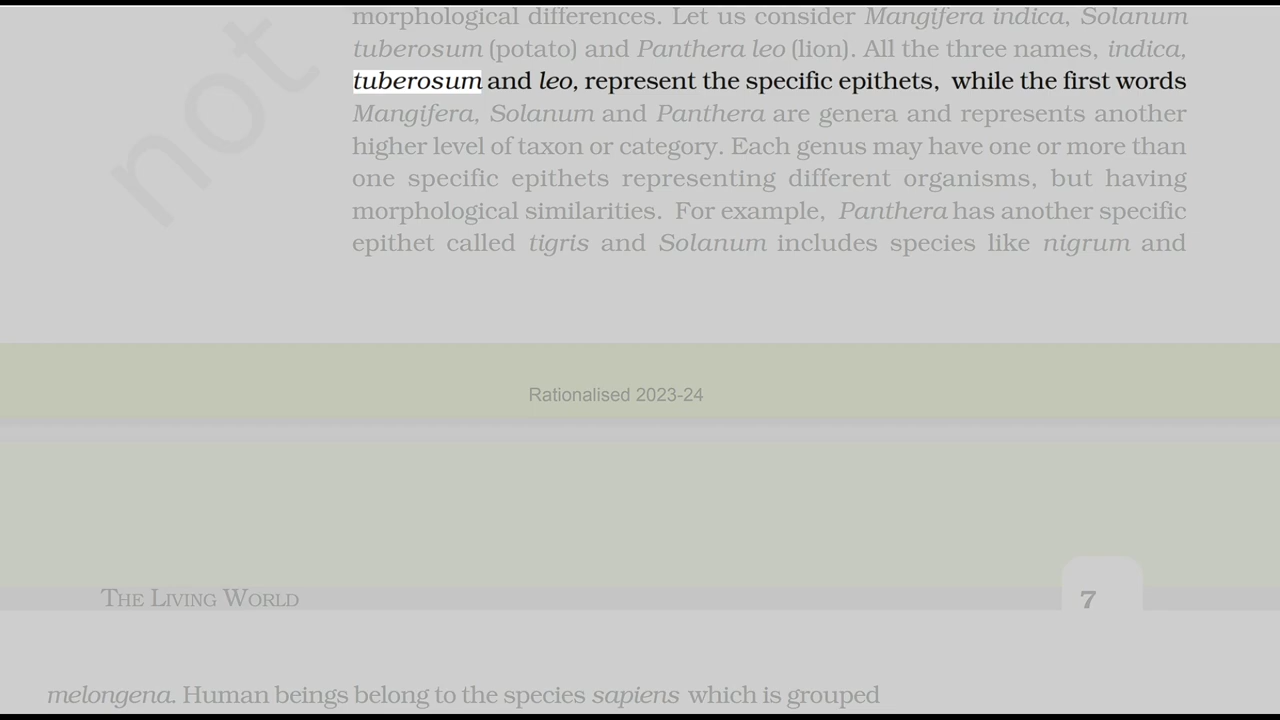 not
morphological differences. Let us consider Mangifera indica, Solanum
tuberosum (potato) and Panthera leo (lion). All the three names, indica,
tuberosum and leo, represent the specific epithets, while the first words
Mangifera, Solanum and Panthera are genera and represents another
higher level of taxon or category. Each genus may have one or more than
one specific epithets representing different organisms, but having
morphological similarities. For example, Panthera has another specific
epithet called tigris and Solanum includes species like nigrum and
Rationalised 2023-24
THE LIVING WORLD
7
melongena. Human beings belong to the species sapiens which is grouped